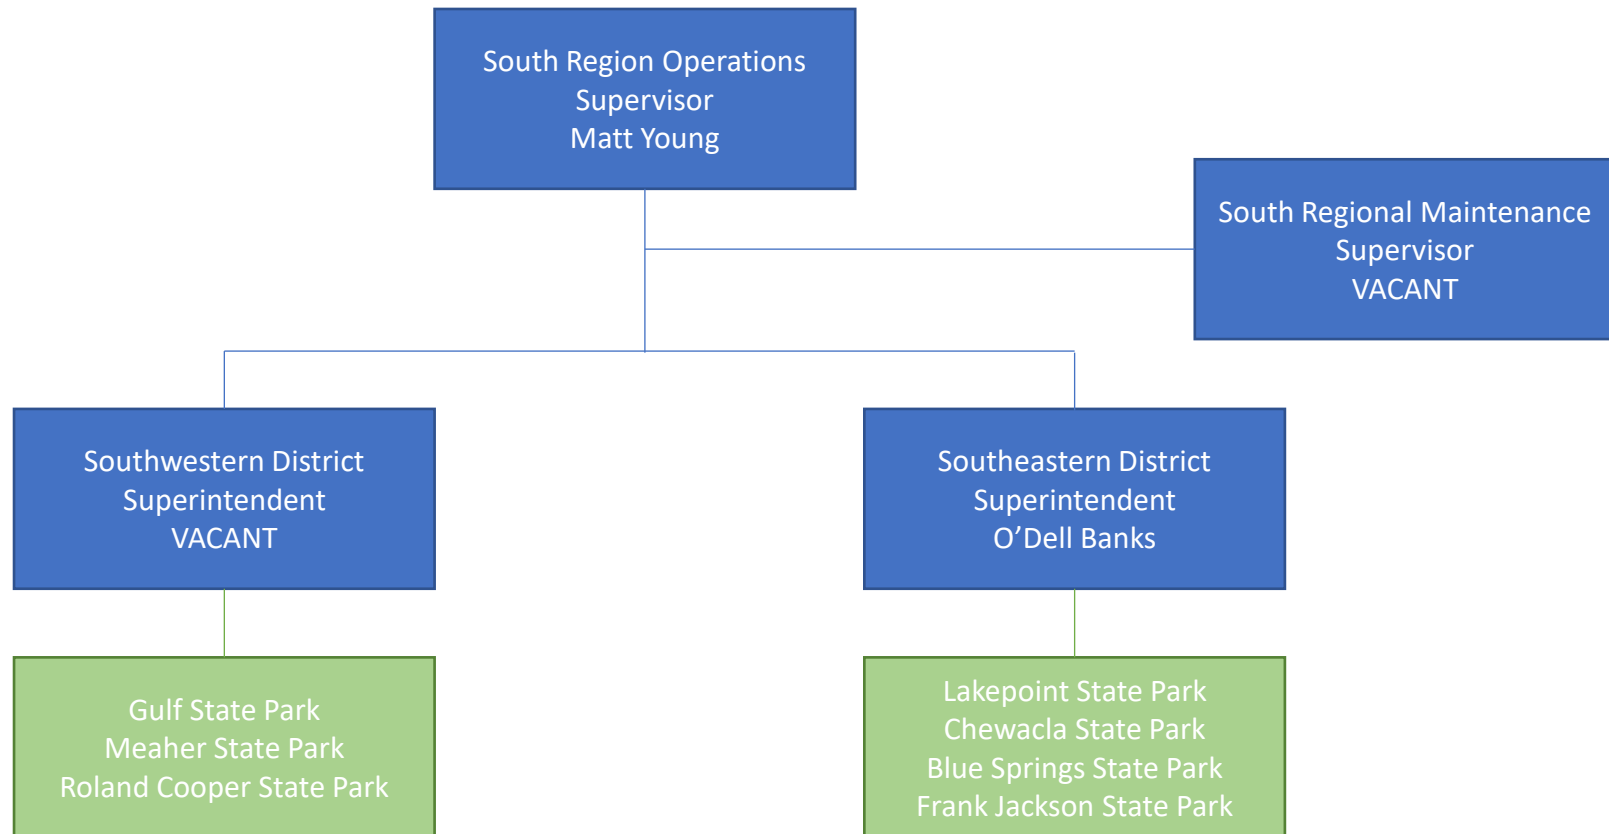 South Region Operations
Supervisor
Matt Young
South Regional Maintenance
Supervisor
VACANT
Southwestern District
Superintendent
VACANT
Southeastern District
Superintendent
O’Dell Banks
Gulf State Park
Meaher State Park
Roland Cooper State Park
Lakepoint State Park
Chewacla State Park
Blue Springs State Park
Frank Jackson State Park